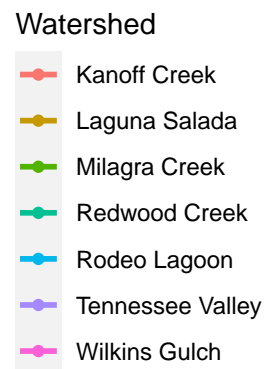 Watershed
Kanoff Creek
Laguna Salada
Milagra Creek
Redwood Creek
Rodeo Lagoon
Tennessee Valley
Wilkins Gulch